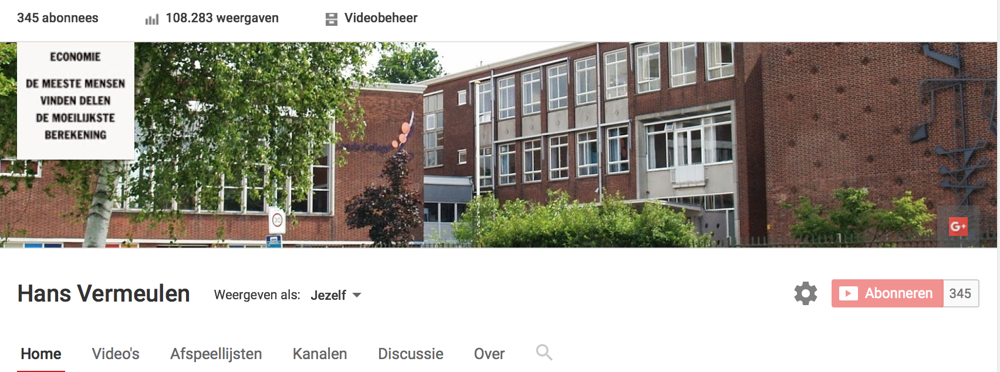 345 abonnees
108.283 weergaven
Videobeheer
ECONOMIE
DE MEESTE MENSEN
VINDEN DELEN
DE MOEILIJKSTE
BEREKENING
College
30
G+
Hans Vermeulen
Weergeven als: Jezelf
Abonneren
345
Home
Video's
Afspeellijsten
Kanalen
Discussie
Over